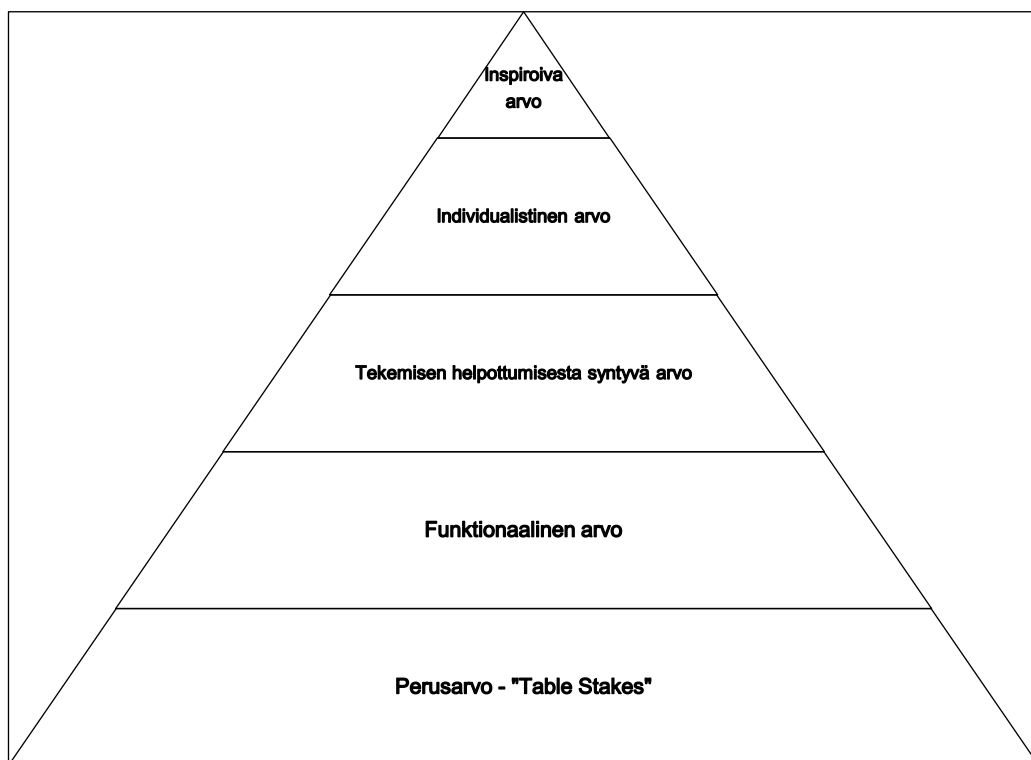 Inspiroiva
arvo
Individualistinen arvo
Tekemisen helpottumisesta syntyvä arvo
Funktionaalinen arvo
Perusarvo - "Table Stakes"